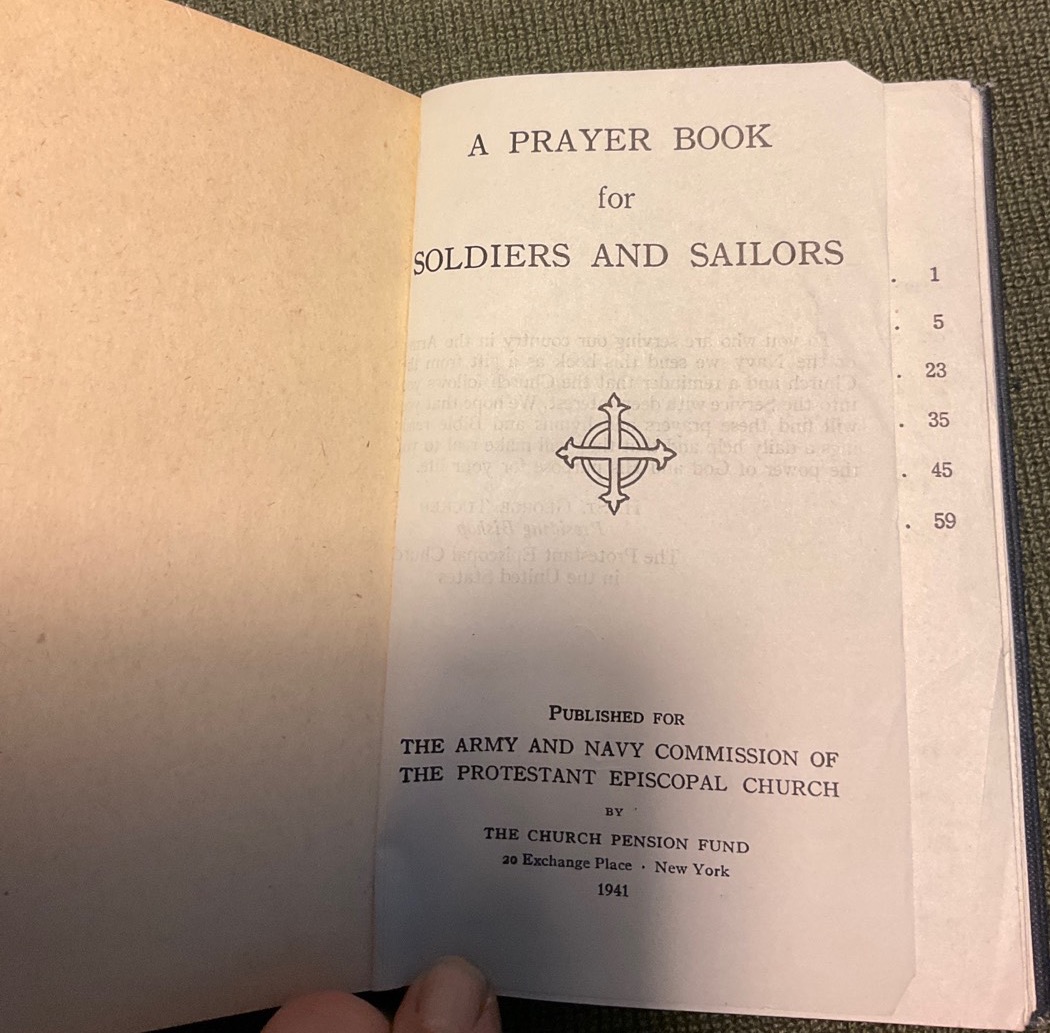 A PRAYER BOOK
for
SOLDIERS AND SAILORS
. 1
. 5
. 23
. 35
. 45
. 59
PUBLISHED FOR
THE ARMY AND NAVY COMMISSION OF
THE PROTESTANT EPISCOPAL CHURCH
BY
THE CHURCH PENSION FUND
20 Exchange Place · New York
1941